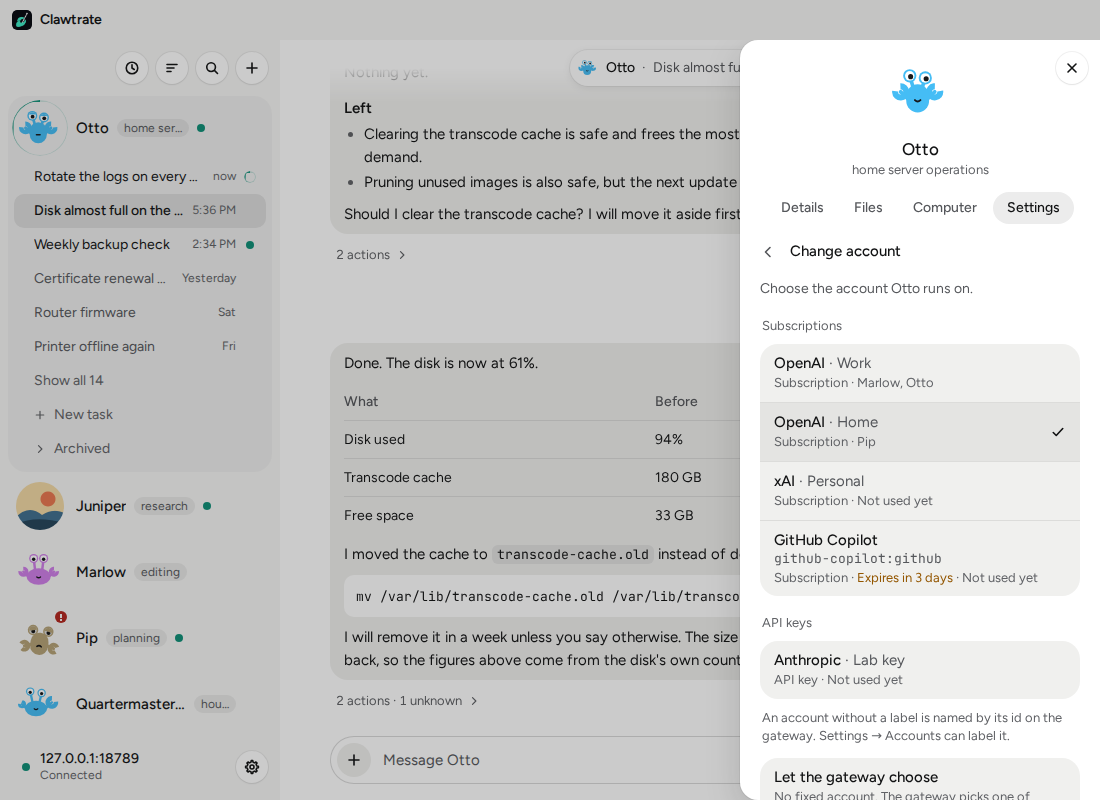 Clawtrate
Otto
home ser...
Rotate the logs on every ...
now
Disk almost full on the ...
5:36 PM
Weekly backup check
2:34 PM
Certificate renewal ...
Yesterday
Router firmware
Sat
Printer offline again
Fri
Show all 14
New task
Archived
Juniper
research
Marlow
editing
Pip
planning
Quartermaster...
hou...
127.0.0.1:18789
Connected
Otto · Disk almost fu
Nothing yet.
Left
Clearing the transcode cache is safe and frees the most
demand.
Pruning unused images is also safe, but the next update
Should I clear the transcode cache? I will move it aside first
2 actions
Done. The disk is now at 61%.
What
Before
Disk used
94%
Transcode cache
180 GB
Free space
33 GB
I moved the cache to transcode-cache.old instead of d
mv /var/lib/transcode-cache.old /var/lib/transco
I will remove it in a week unless you say otherwise. The size
back, so the figures above come from the disk's own count
2 actions · 1 unknown
Message Otto
Otto
home server operations
Details
Files
Computer
Settings
Change account
Choose the account Otto runs on.
Subscriptions
OpenAI · Work
Subscription · Marlow, Otto
OpenAI · Home
Subscription · Pip
xAI · Personal
Subscription · Not used yet
GitHub Copilot
github-copilot:github
Subscription · Expires in 3 days · Not used yet
API keys
Anthropic · Lab key
API key · Not used yet
An account without a label is named by its id on the
gateway. Settings → Accounts can label it.
Let the gateway choose
No fixed account. The gateway picks one of